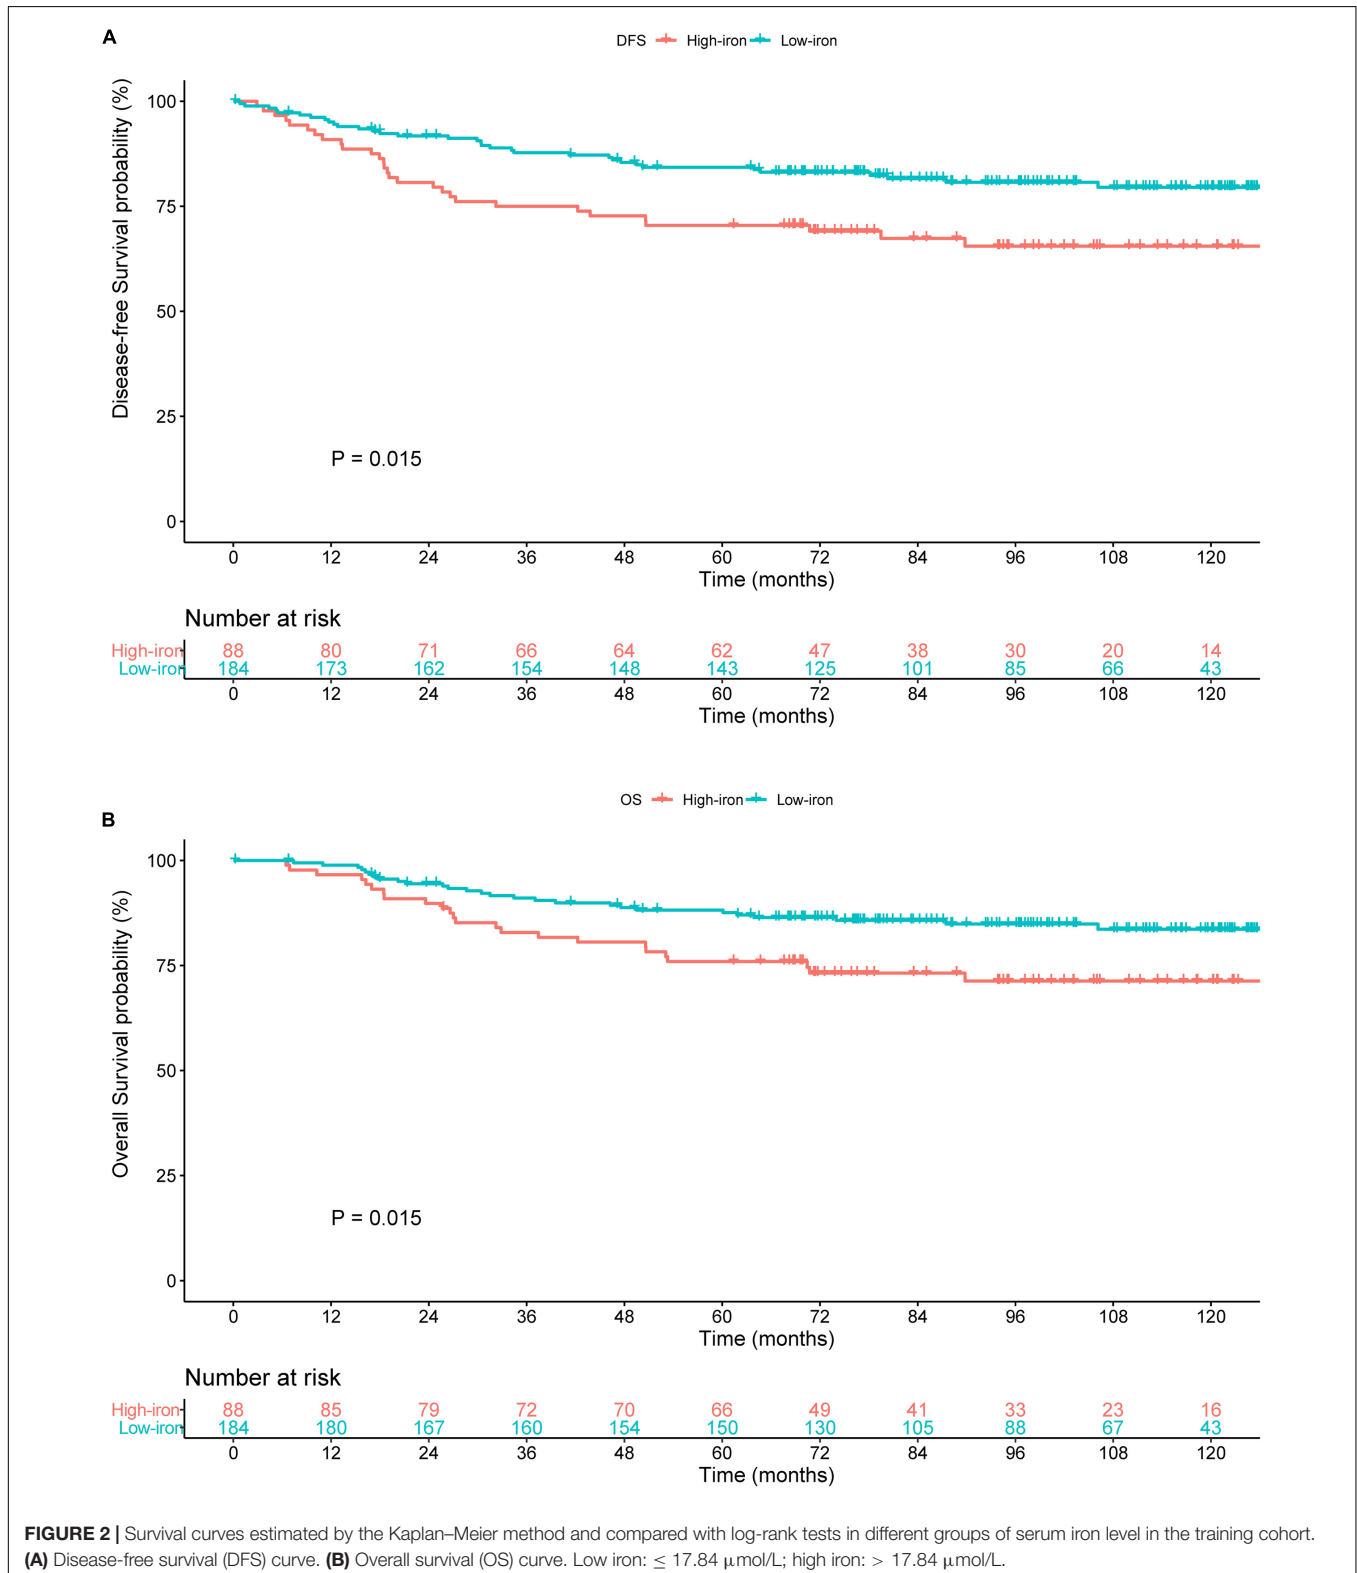 A
DFS High-iron Low-iron
Disease-free Survival probability (%)
100
75
50
25
0
P = 0.015
0 12 24 36 48 60 72 84 96 108 120
Time (months)
Number at risk
High-iron 88 80 71 66 64 62 47 38 30 20 14
Low-iron 184 173 162 154 148 143 125 101 85 66 43
0 12 24 36 48 60 72 84 96 108 120
Time (months)
OS High-iron Low-iron
B
Overall Survival probability (%)
100
75
50
25
0
P = 0.015
0 12 24 36 48 60 72 84 96 108 120
Time (months)
Number at risk
High-iron 88 85 79 72 70 66 49 41 33 23 16
Low-iron 184 180 167 160 154 150 130 105 88 67 43
0 12 24 36 48 60 72 84 96 108 120
Time (months)
FIGURE 2 | Survival curves estimated by the Kaplan–Meier method and compared with log-rank tests in different groups of serum iron level in the training cohort.
(A) Disease-free survival (DFS) curve. (B) Overall survival (OS) curve. Low iron: ≤ 17.84 μmol/L; high iron: > 17.84 μmol/L.